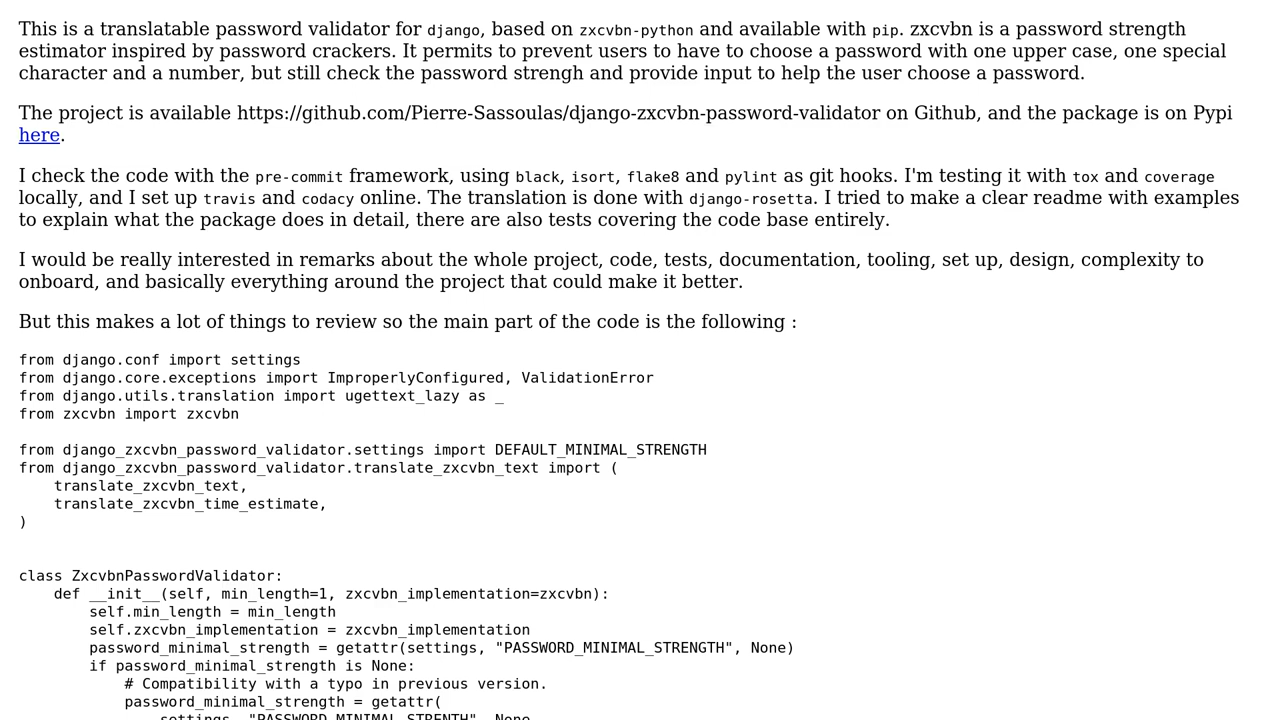 This is a translatable password validator for django, based on zxcvbn-python and available with pip. zxcvbn is a password strength
estimator inspired by password crackers. It permits to prevent users to have to choose a password with one upper case, one special
character and a number, but still check the password strengh and provide input to help the user choose a password.
The project is available https://github.com/Pierre-Sassoulas/django-zxcvbn-password-validator on Github, and the package is on Pypi
here.
I check the code with the pre-commit framework, using black, isort, flake8 and pylint as git hooks. I'm testing it with tox and coverage
locally, and I set up travis and codacy online. The translation is done with django-rosetta. I tried to make a clear readme with examples
to explain what the package does in detail, there are also tests covering the code base entirely.
I would be really interested in remarks about the whole project, code, tests, documentation, tooling, set up, design, complexity to
onboard, and basically everything around the project that could make it better.
But this makes a lot of things to review so the main part of the code is the following :
from django.conf import settings
from django.core.exceptions import ImproperlyConfigured, ValidationError
from django.utils.translation import ugettext_lazy as _
from zxcvbn import zxcvbn
from django_zxcvbn_password_validator.settings import DEFAULT_MINIMAL_STRENGTH
from django_zxcvbn_password_validator.translate_zxcvbn_text import (
    translate_zxcvbn_text,
    translate_zxcvbn_time_estimate,
)
class ZxcvbnPasswordValidator:
    def __init__(self, min_length=1, zxcvbn_implementation=zxcvbn):
        self.min_length = min_length
        self.zxcvbn_implementation = zxcvbn_implementation
        password_minimal_strength = getattr(settings, "PASSWORD_MINIMAL_STRENGTH", None)
        if password_minimal_strength is None:
            # Compatibility with a typo in previous version.
            password_minimal_strength = getattr(
                settings, "PASSWORD_MINIMAL_STRENTH", None